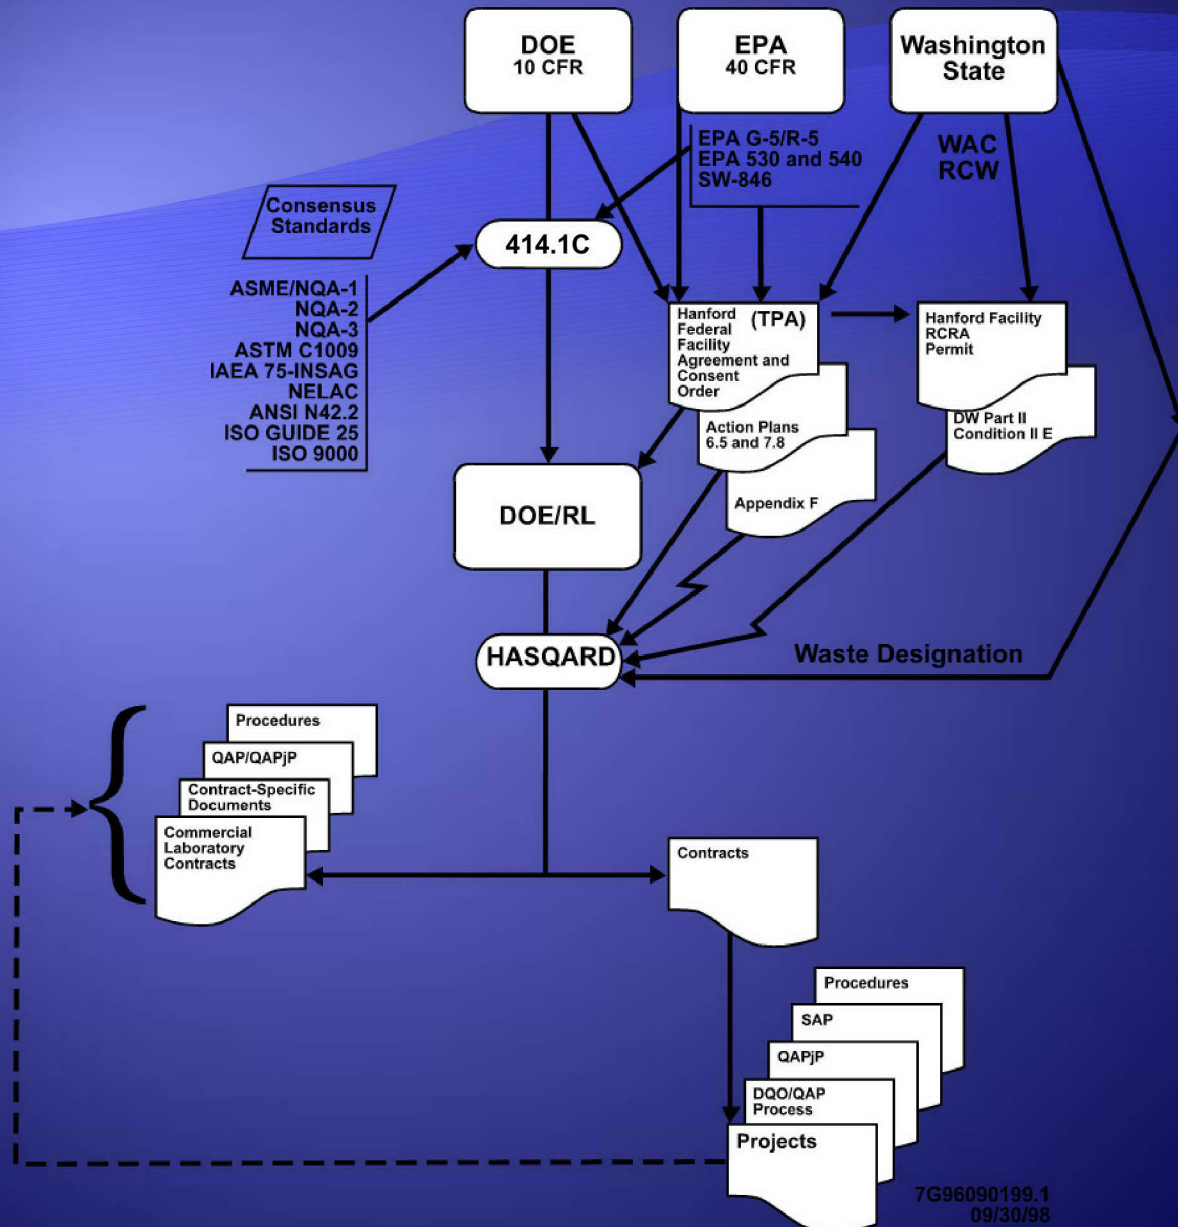 DOE
10 CFR
EPA
40 CFR
Washington
State
EPA G-5/R-5
EPA 530 and 540
SW-846
WAC
RCW
Consensus
Standards
414.1C
ASME/NQA-1
NQA-2
NQA-3
ASTM C1009
IAEA 75-INSAG
NELAC
ANSI N42.2
ISO GUIDE 25
ISO 9000
Hanford (TPA)
Federal
Facility
Agreement and
Consent
Order
Hanford Facility
RCRA
Permit
Action Plans
6.5 and 7.8
DW Part II
Condition II E
Appendix F
DOE/RL
HASQARD
Waste Designation
Procedures
QAP/QAPjP
Contract-Specific
Documents
Commercial
Laboratory
Contracts
Contracts
Procedures
SAP
QAPjP
DQO/QAP
Process
Projects
7G96090199.1
09/30/98